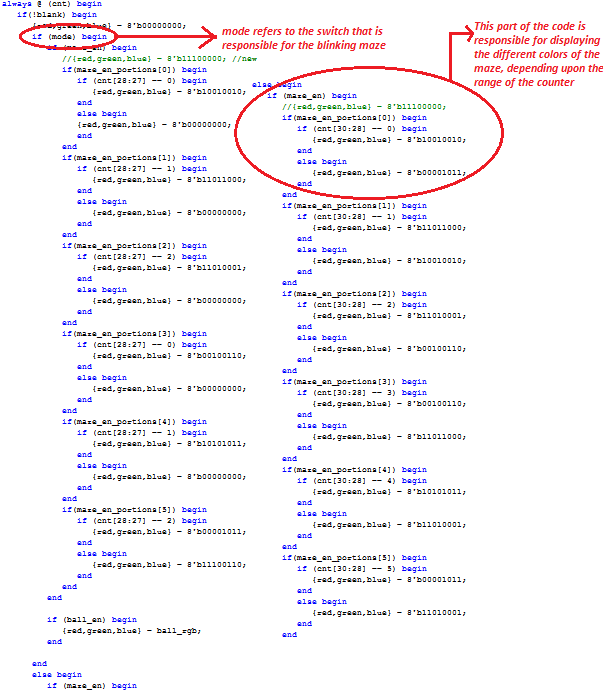 always @ (cnt) begin
if(!blank) begin
{red,green,blue} = 8'b00000000;
if (mode) begin
if (maze_en) begin
//{red,green,blue} = 8'b11100000; //new
if(maze_en_portions[0]) begin
if (cnt[28:27] == 0) begin
{red,green,blue} = 8'b10010010;
end
else begin
{red,green,blue} = 8'b00000000;
end
end
if(maze_en_portions[1]) begin
if (cnt[28:27] == 1) begin
{red,green,blue} = 8'b11011000;
end
else begin
{red,green,blue} = 8'b00000000;
end
end
if(maze_en_portions[2]) begin
if (cnt[28:27] == 2) begin
{red,green,blue} = 8'b11010001;
end
else begin
{red,green,blue} = 8'b00000000;
end
end
if(maze_en_portions[3]) begin
if (cnt[28:27] == 0) begin
{red,green,blue} = 8'b00100110;
end
else begin
{red,green,blue} = 8'b00000000;
end
end
if(maze_en_portions[4]) begin
if (cnt[28:27] == 1) begin
{red,green,blue} = 8'b10101011;
end
else begin
{red,green,blue} = 8'b00000000;
end
end
if(maze_en_portions[5]) begin
if (cnt[28:27] == 2) begin
{red,green,blue} = 8'b00001011;
end
else begin
{red,green,blue} = 8'b11100110;
end
end
end
if (ball_en) begin
{red,green,blue} = ball_rgb;
end
end
else begin
if (maze_en) begin
mode refers to the switch that is
responsible for the blinking maze
This part of the code is
responsible for displaying
the different colors of the
maze, depending upon the
range of the counter
else begin
if (maze_en) begin
//{red,green,blue} = 8'b11100000;
if(maze_en_portions[0]) begin
if (cnt[30:28] == 0) begin
{red,green,blue} = 8'b10010010;
end
else begin
{red,green,blue} = 8'b00001011;
end
end
if(maze_en_portions[1]) begin
if (cnt[30:28] == 1) begin
{red,green,blue} = 8'b11011000;
end
else begin
{red,green,blue} = 8'b10010010;
end
end
if(maze_en_portions[2]) begin
if (cnt[30:28] == 2) begin
{red,green,blue} = 8'b11010001;
end
else begin
{red,green,blue} = 8'b00100110;
end
end
if(maze_en_portions[3]) begin
if (cnt[30:28] == 3) begin
{red,green,blue} = 8'b00100110;
end
else begin
{red,green,blue} = 8'b11011000;
end
end
if(maze_en_portions[4]) begin
if (cnt[30:28] == 4) begin
{red,green,blue} = 8'b10101011;
end
else begin
{red,green,blue} = 8'b11010001;
end
end
if(maze_en_portions[5]) begin
if (cnt[30:28] == 5) begin
{red,green,blue} = 8'b00001011;
end
else begin
{red,green,blue} = 8'b11010001;
end
end